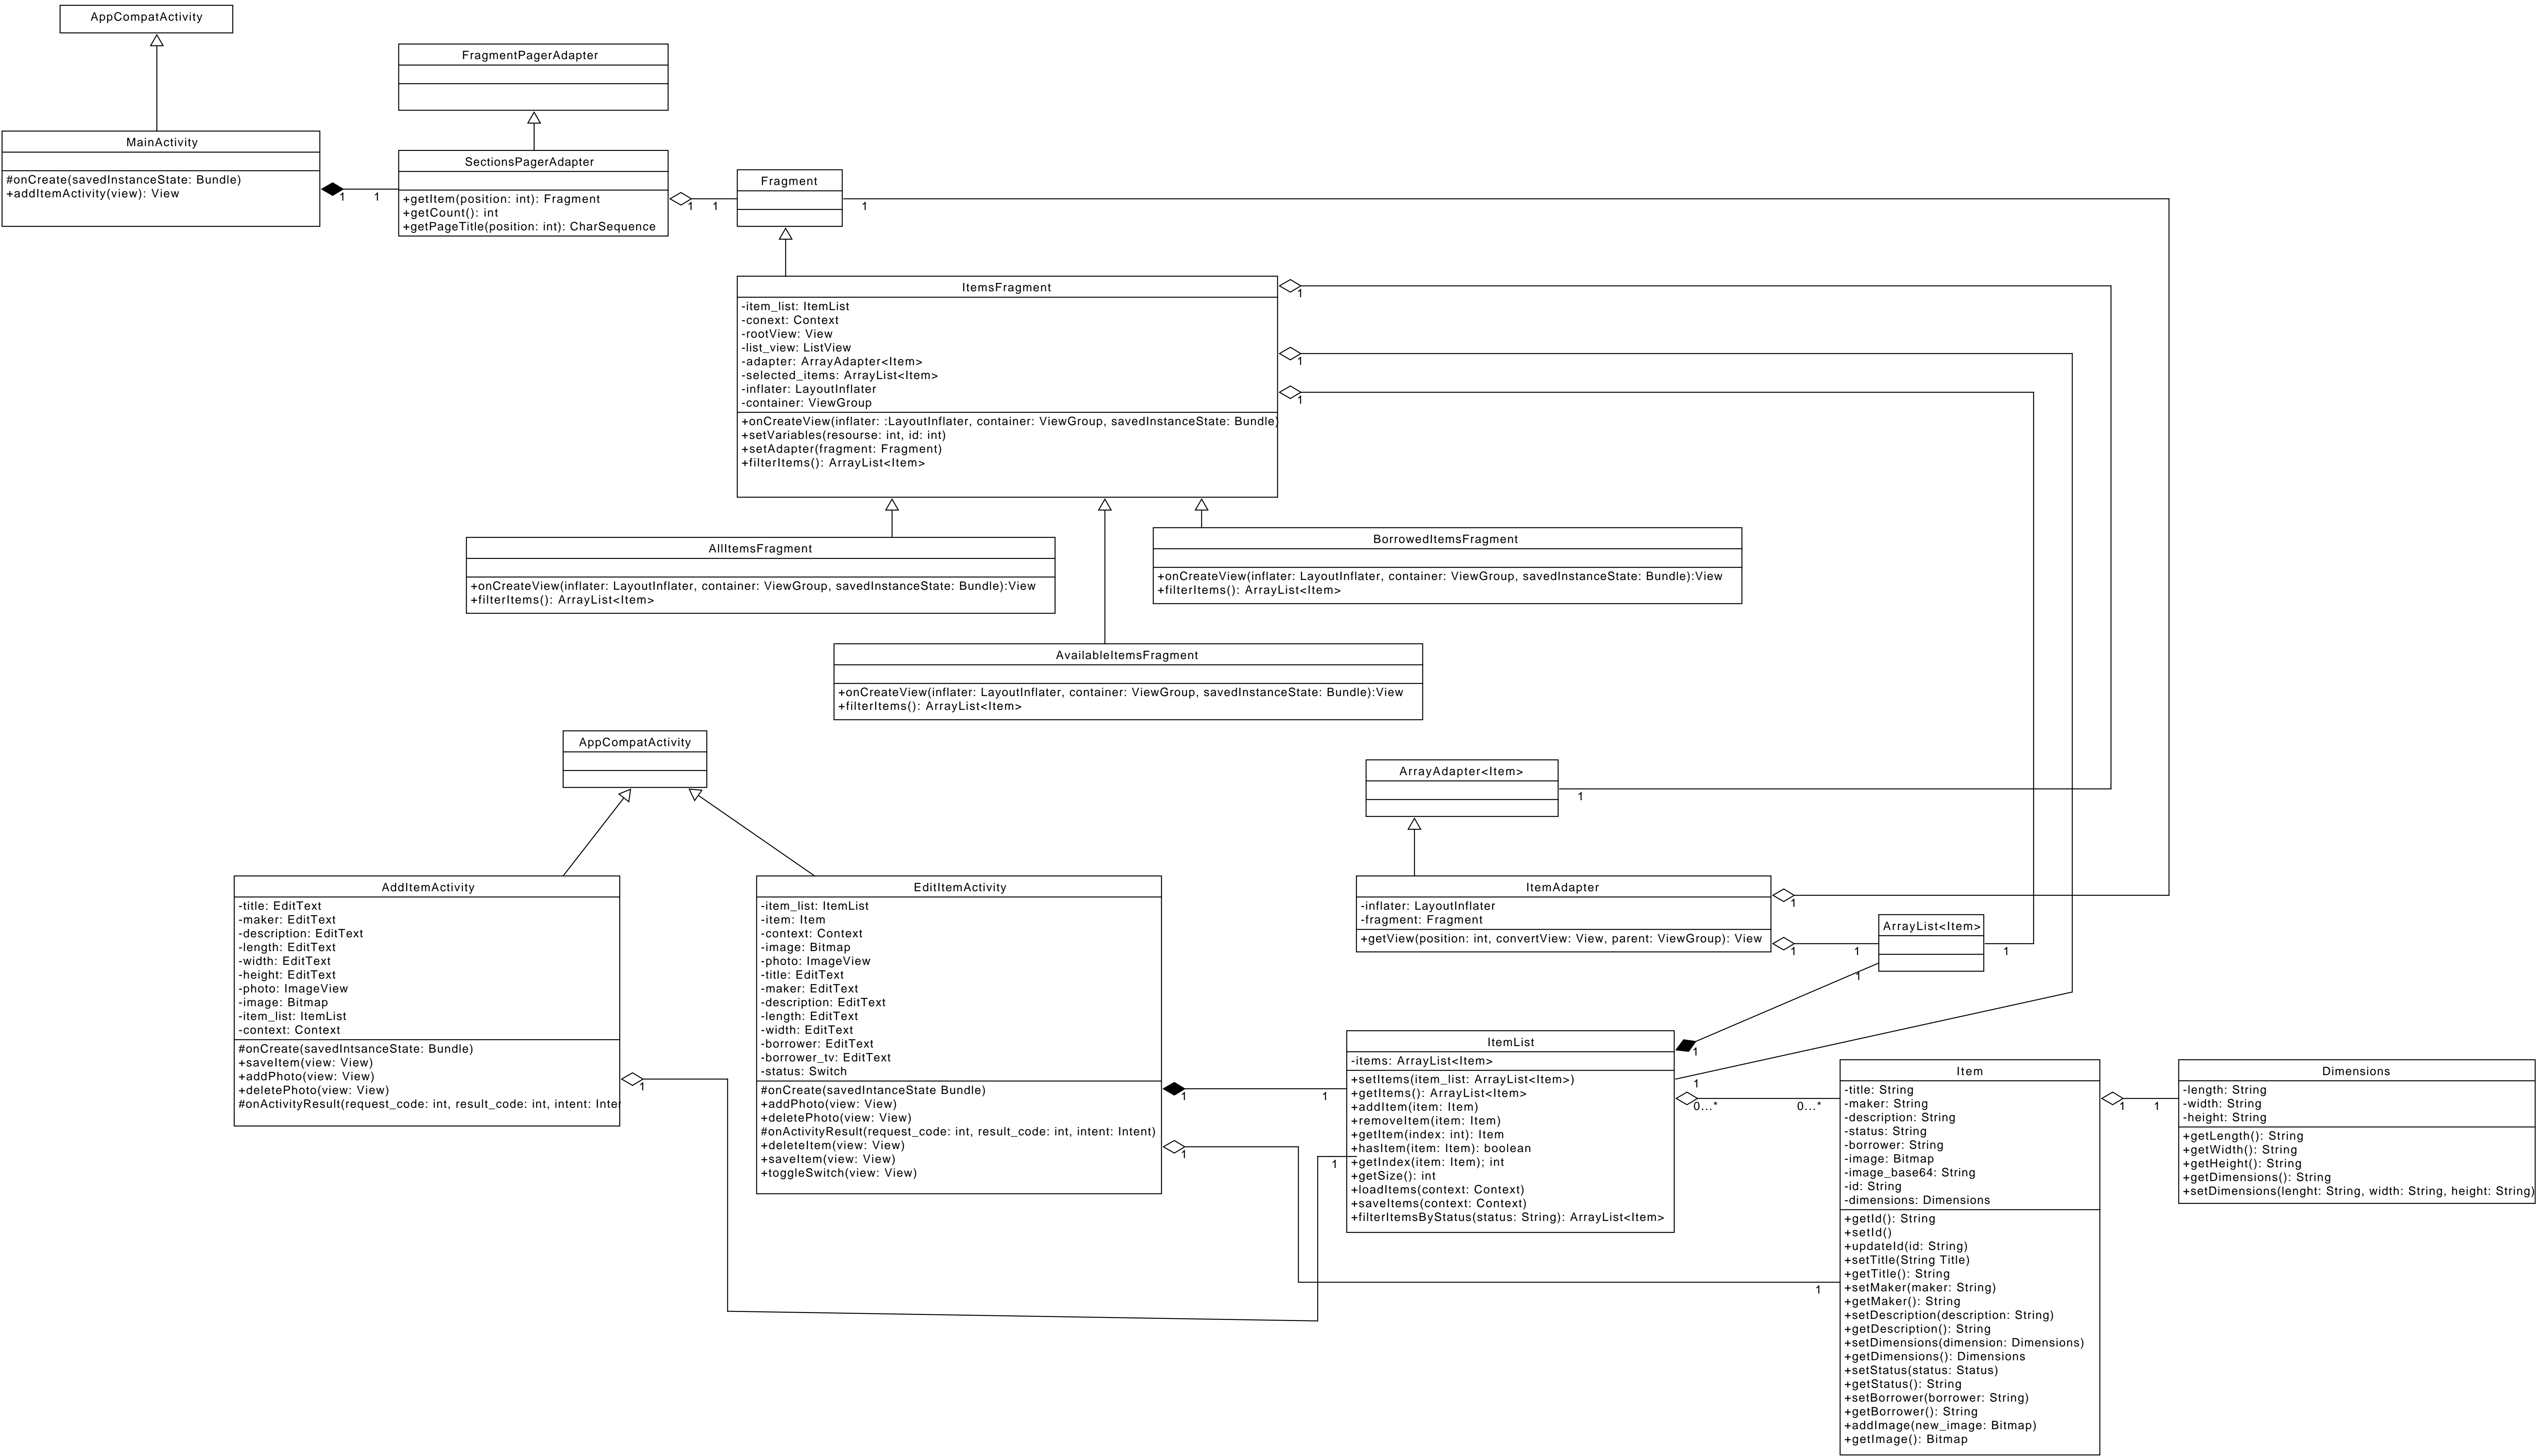 AppCompatActivity
FragmentPagerAdapter
MainActivity
#onCreate(savedInstanceState: Bundle)
+addItemActivity(view): View
1
1
SectionsPagerAdapter
+getItem(position: int): Fragment
+getCount(): int
+getPageTitle(position: int): CharSequence
1
1
Fragment
1
ItemsFragment
-item_list: ItemList
-conext: Context
-rootView: View
-list_view: ListView
-adapter: ArrayAdapter<Item>
-selected_items: ArrayList<Item>
-inflater: LayoutInflater
-container: ViewGroup
+onCreateView(inflater: :LayoutInflater, container: ViewGroup, savedInstanceState: Bundle)
+setVariables(resourse: int, id: int)
+setAdapter(fragment: Fragment)
+filterItems(): ArrayList<Item>
1
1
1
AllItemsFragment
+onCreateView(inflater: LayoutInflater, container: ViewGroup, savedInstanceState: Bundle):View
+filterItems(): ArrayList<Item>
BorrowedItemsFragment
+onCreateView(inflater: LayoutInflater, container: ViewGroup, savedInstanceState: Bundle):View
+filterItems(): ArrayList<Item>
AvailableItemsFragment
+onCreateView(inflater: LayoutInflater, container: ViewGroup, savedInstanceState: Bundle):View
+filterItems(): ArrayList<Item>
AppCompatActivity
ArrayAdapter<Item>
1
AddItemActivity
-title: EditText
-maker: EditText
-description: EditText
-length: EditText
-width: EditText
-height: EditText
-photo: ImageView
-image: Bitmap
-item_list: ItemList
-context: Context
#onCreate(savedIntsanceState: Bundle)
+saveItem(view: View)
+addPhoto(view: View)
+deletePhoto(view: View)
#onActivityResult(request_code: int, result_code: int, intent: Inter
1
EditItemActivity
-item_list: ItemList
-item: Item
-context: Context
-image: Bitmap
-photo: ImageView
-title: EditText
-maker: EditText
-description: EditText
-length: EditText
-width: EditText
-borrower: EditText
-borrower_tv: EditText
-status: Switch
#onCreate(savedIntanceState Bundle)
+addPhoto(view: View)
+deletePhoto(view: View)
#onActivityResult(request_code: int, result_code: int, intent: Intent)
+deleteItem(view: View)
+saveItem(view: View)
+toggleSwitch(view: View)
1
1
1
1
ItemAdapter
-inflater: LayoutInflater
-fragment: Fragment
+getView(position: int, convertView: View, parent: ViewGroup): View
1
1
1
ArrayList<Item>
1
1
ItemList
-items: ArrayList<Item>
+setItems(item_list: ArrayList<Item>)
+getItems(): ArrayList<Item>
+addItem(item: Item)
+removeItem(item: Item)
+getItem(index: int): Item
+hasItem(item: Item): boolean
+getIndex(item: Item); int
+getSize(): int
+loadItems(context: Context)
+saveItems(context: Context)
+filterItemsByStatus(status: String): ArrayList<Item>
1
1
0...*
0...*
1
Item
-title: String
-maker: String
-description: String
-status: String
-borrower: String
-image: Bitmap
-image_base64: String
-id: String
-dimensions: Dimensions
+getId(): String
+setId()
+updateId(id: String)
+setTitle(String Title)
+getTitle(): String
+setMaker(maker: String)
+getMaker(): String
+setDescription(description: String)
+getDescription(): String
+setDimensions(dimension: Dimensions)
+getDimensions(): Dimensions
+setStatus(status: Status)
+getStatus(): String
+setBorrower(borrower: String)
+getBorrower(): String
+addImage(new_image: Bitmap)
+getImage(): Bitmap
1
1
Dimensions
-length: String
-width: String
-height: String
+getLength(): String
+getWidth(): String
+getHeight(): String
+getDimensions(): String
+setDimensions(lenght: String, width: String, height: String)